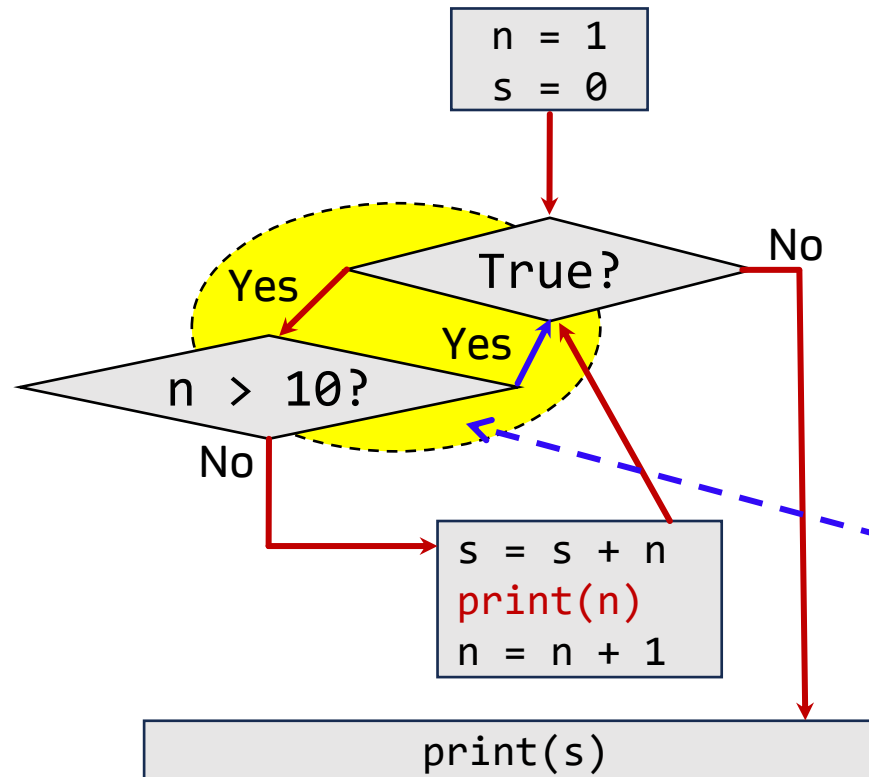 n = 1
s = 0
True?
No
Yes
Yes
n > 10?
No
s = s + n
print(n)
n = n + 1
print(s)